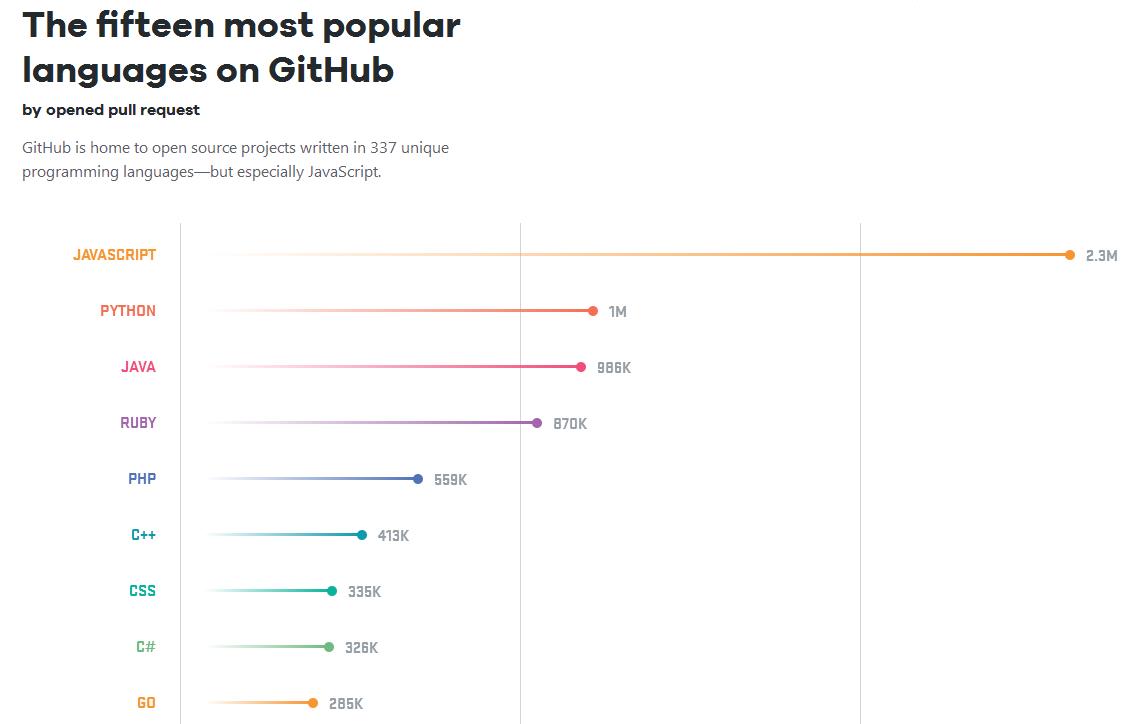 The fifteen most popular
languages on GitHub
by opened pull request
GitHub is home to open source projects written in 337 unique
programming languages—but especially JavaScript.
JAVASCRIPT 2.3M
PYTHON 1M
JAVA 986K
RUBY 870K
PHP 559K
C++ 413K
CSS 335K
C# 326K
GO 285K